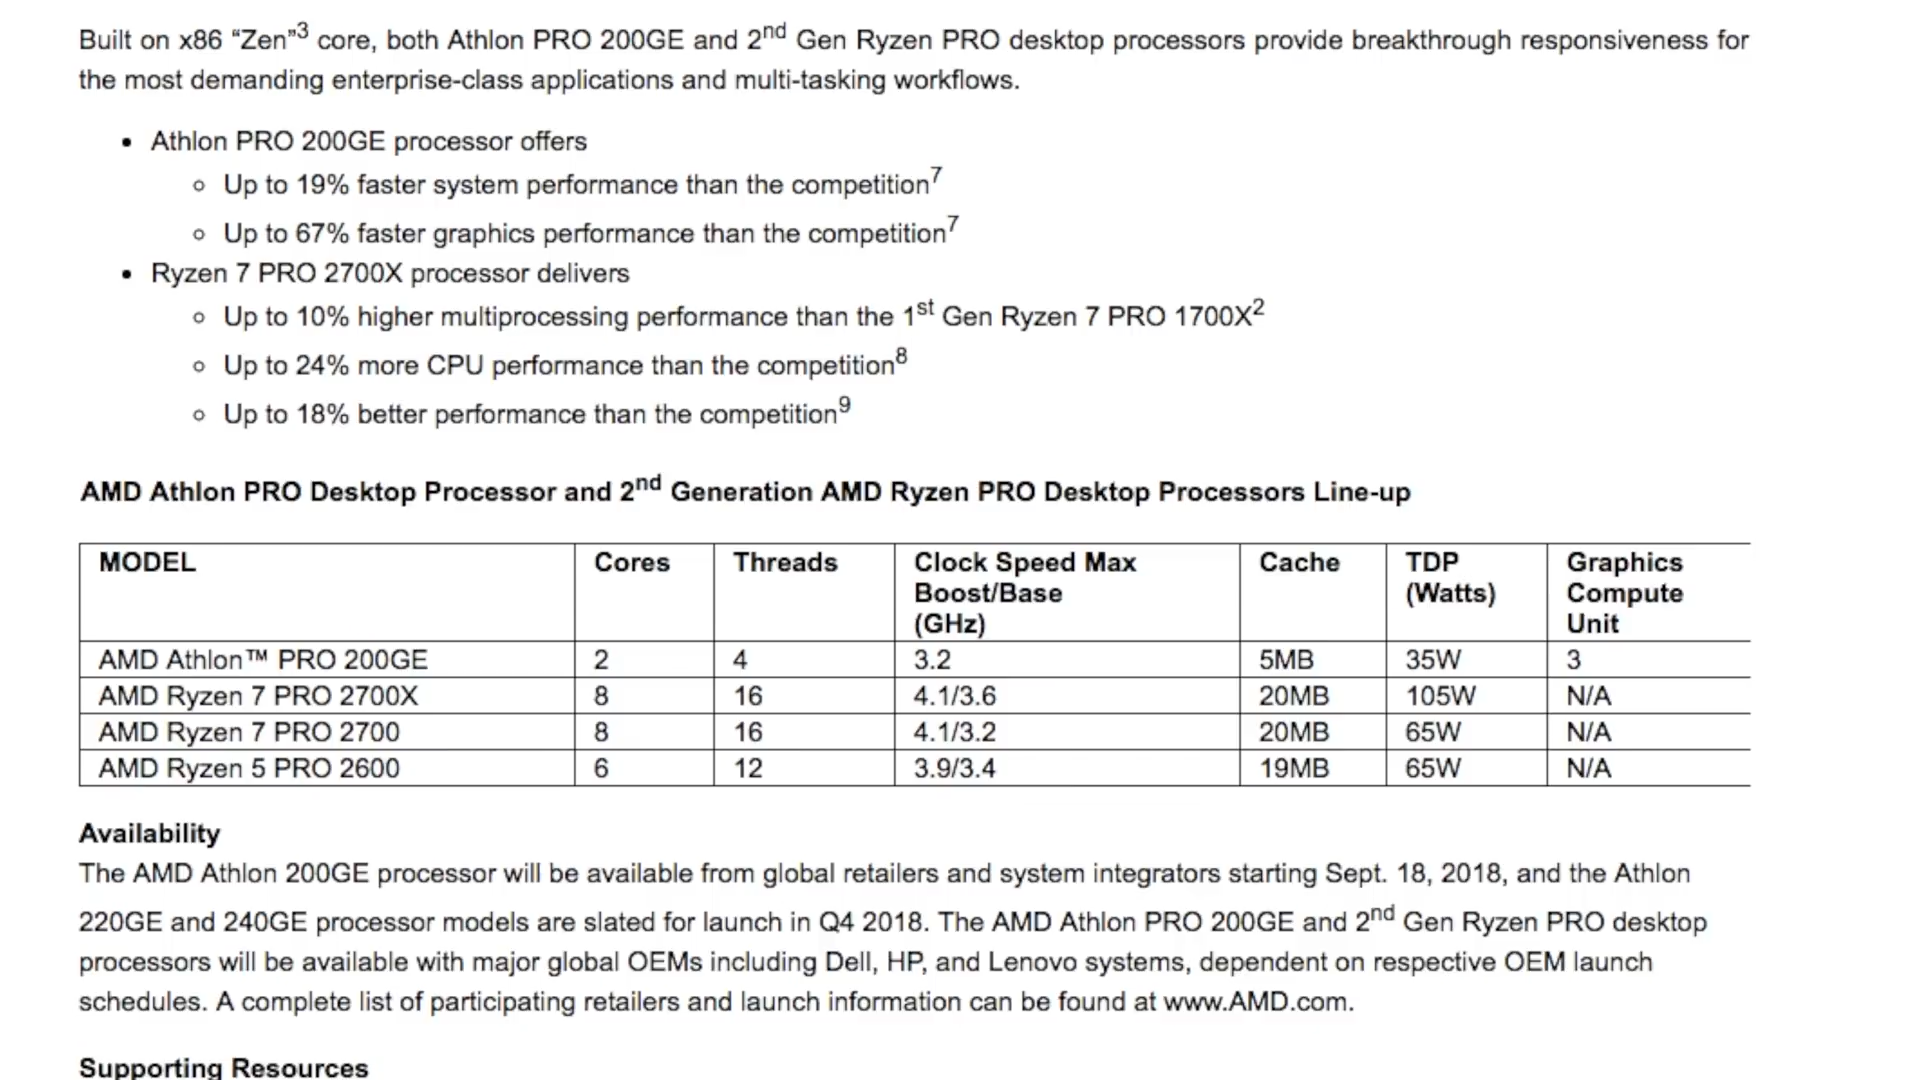 Built on x86 “Zen”3 core, both Athlon PRO 200GE and 2nd Gen Ryzen PRO desktop processors provide breakthrough responsiveness for
the most demanding enterprise-class applications and multi-tasking workflows.
• Athlon PRO 200GE processor offers
◦ Up to 19% faster system performance than the competition7
◦ Up to 67% faster graphics performance than the competition7
• Ryzen 7 PRO 2700X processor delivers
◦ Up to 10% higher multiprocessing performance than the 1st Gen Ryzen 7 PRO 1700X2
◦ Up to 24% more CPU performance than the competition8
◦ Up to 18% better performance than the competition9
AMD Athlon PRO Desktop Processor and 2nd Generation AMD Ryzen PRO Desktop Processors Line-up
MODEL Cores Threads Clock Speed Max Boost/Base (GHz) Cache TDP (Watts) Graphics Compute Unit
AMD Athlon™ PRO 200GE 2 4 3.2 5MB 35W 3
AMD Ryzen 7 PRO 2700X 8 16 4.1/3.6 20MB 105W N/A
AMD Ryzen 7 PRO 2700 8 16 4.1/3.2 20MB 65W N/A
AMD Ryzen 5 PRO 2600 6 12 3.9/3.4 19MB 65W N/A
Availability
The AMD Athlon 200GE processor will be available from global retailers and system integrators starting Sept. 18, 2018, and the Athlon
220GE and 240GE processor models are slated for launch in Q4 2018. The AMD Athlon PRO 200GE and 2nd Gen Ryzen PRO desktop
processors will be available with major global OEMs including Dell, HP, and Lenovo systems, dependent on respective OEM launch
schedules. A complete list of participating retailers and launch information can be found at www.AMD.com.
Supporting Resources